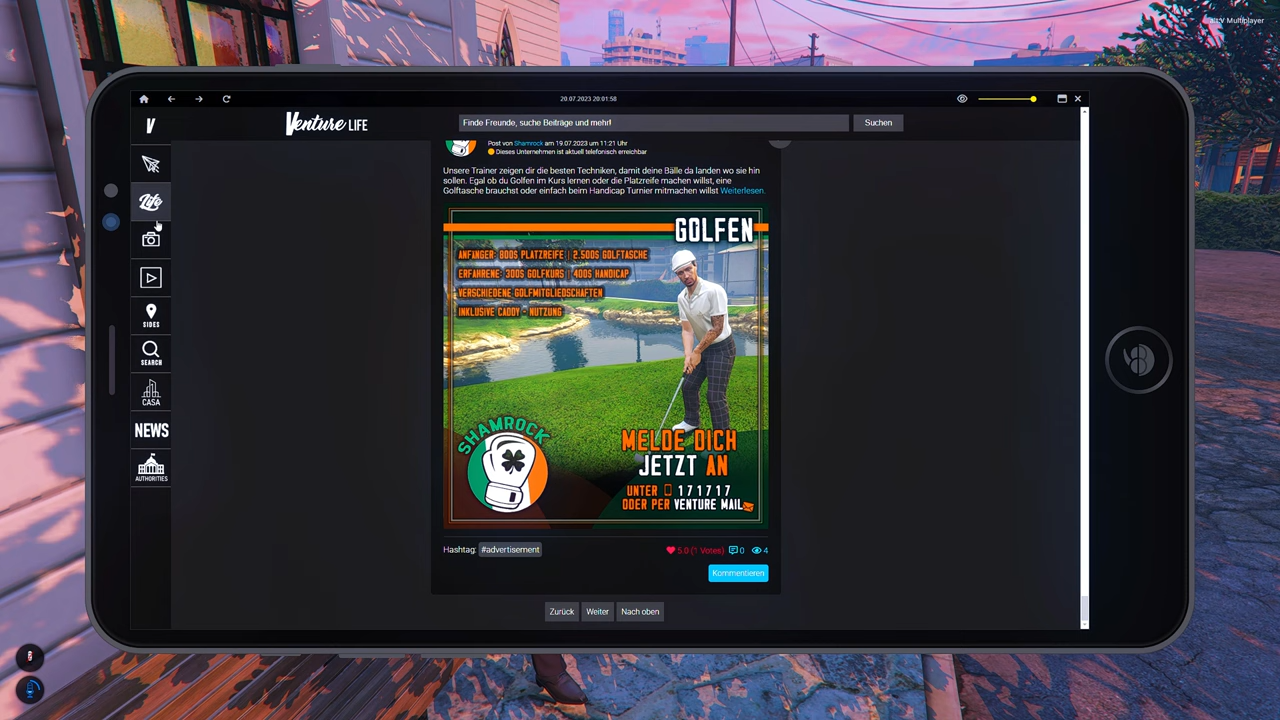 alt:V Multiplayer
20.07.2023 20:01:58
V
Venture LIFE
Finde Freunde, suche Beiträge und mehr!
Suchen
Post von Shamrock am 19.07.2023 um 11:21 Uhr
Dieses Unternehmen ist aktuell telefonisch erreichbar
Unsere Trainer zeigen dir die besten Techniken, damit deine Bälle da landen wo sie hin
sollen. Egal ob du Golfen im Kurs lernen oder die Platzreife machen willst, eine
Golftasche brauchst oder einfach beim Handicap Turnier mitmachen willst Weiterlesen.
Life
SIDES
SEARCH
CASA
NEWS
AUTHORITIES
GOLFEN
ANFÄNGER: 800$ PLATZREIFE | 2.500$ GOLFTASCHE
ERFAHRENE: 300$ GOLFKURS | 400$ HANDICAP
VERSCHIEDENE GOLFMITGLIEDSCHAFTEN
INKLUSIVE CADDY - NUTZUNG
SHAMROCK
MELDE DICH
JETZT AN
UNTER 171717
ODER PER VENTURE MAIL
Hashtag: #advertisement
5.0 (1 Votes) 0 4
Kommentieren
Zurück Weiter Nach oben